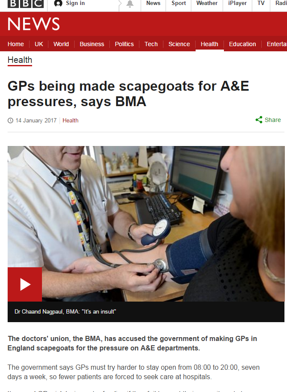 BBC Sign in News Sport Weather iPlayer TV Radi
NEWS
Home UK World Business Politics Tech Science Health Education Enterta
Health
GPs being made scapegoats for A&E
pressures, says BMA
14 January 2017 Health Share
Dr Chaand Nagpaul, BMA: "It's an insult"
The doctors' union, the BMA, has accused the government of making GPs in
England scapegoats for the pressure on A&E departments.
The government says GPs must try harder to stay open from 08:00 to 20:00, seven
days a week, so fewer patients are forced to seek care at hospitals.